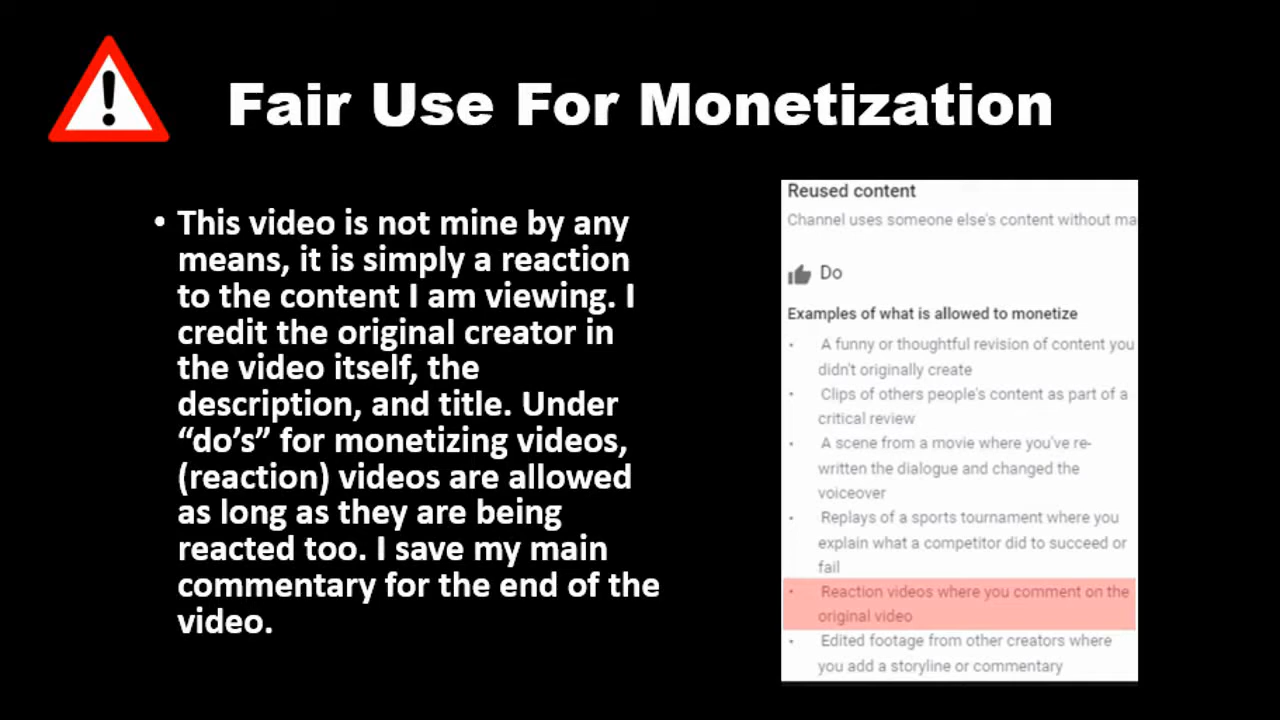 Fair Use For Monetization
• This video is not mine by any
means, it is simply a reaction
to the content I am viewing. I
credit the original creator in
the video itself, the
description, and title. Under
“do’s” for monetizing videos,
(reaction) videos are allowed
as long as they are being
reacted too. I save my main
commentary for the end of the
video.
Reused content
Channel uses someone else's content without ma
Do
Examples of what is allowed to monetize
• A funny or thoughtful revision of content you
didn't originally create
• Clips of others people's content as part of a
critical review
• A scene from a movie where you've re-
written the dialogue and changed the
voiceover
• Replays of a sports tournament where you
explain what a competitor did to succeed or
fail
• Reaction videos where you comment on the
original video
• Edited footage from other creators where
you add a storyline or commentary